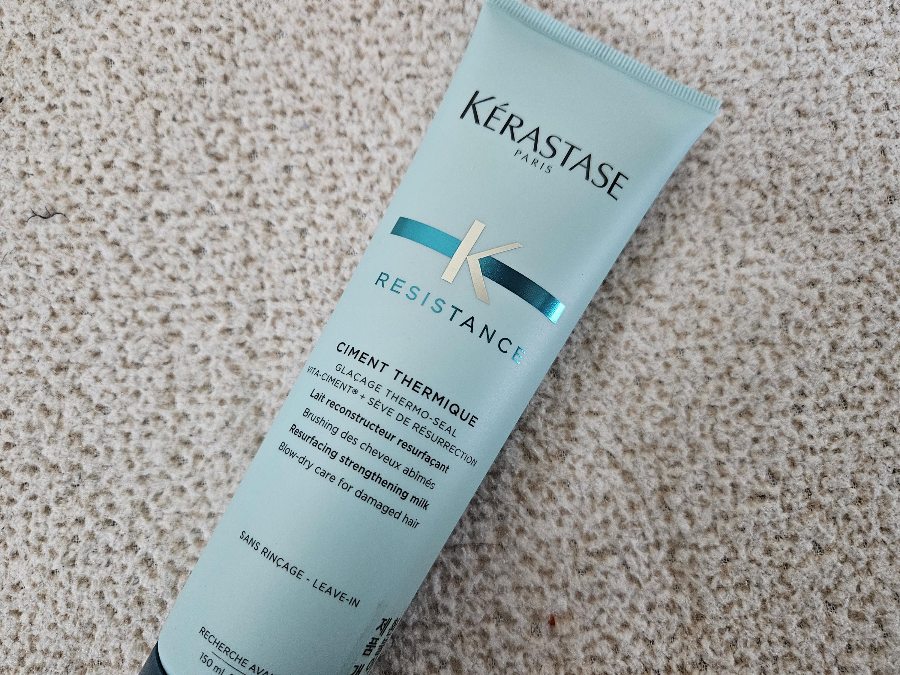 KÉRASTASE
PARIS
K
RESISTANCE
CIMENT THERMIQUE
GLAÇAGE THERMO-SEAL
VITA-CIMENT® + SÈVE DE RÉSURRECTION
Lait reconstructeur resurfaçant
Brushing des cheveux abîmés
Resurfacing strengthening milk
Blow-dry care for damaged hair
SANS RINÇAGE - LEAVE-IN
RECHERCHE
150 ml